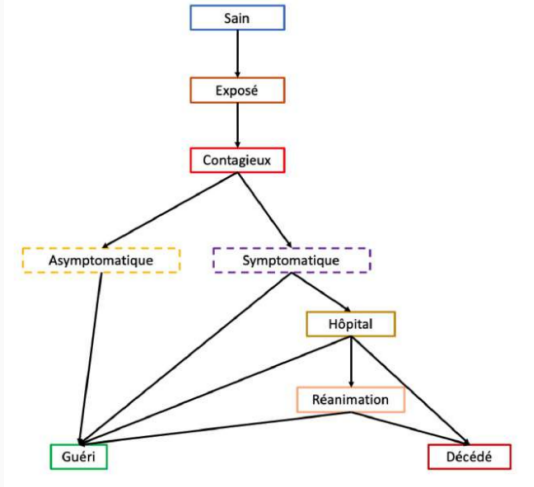 Sain
Exposé
Contagieux
Asymptomatique
Symptomatique
Hôpital
Réanimation
Guéri
Décédé